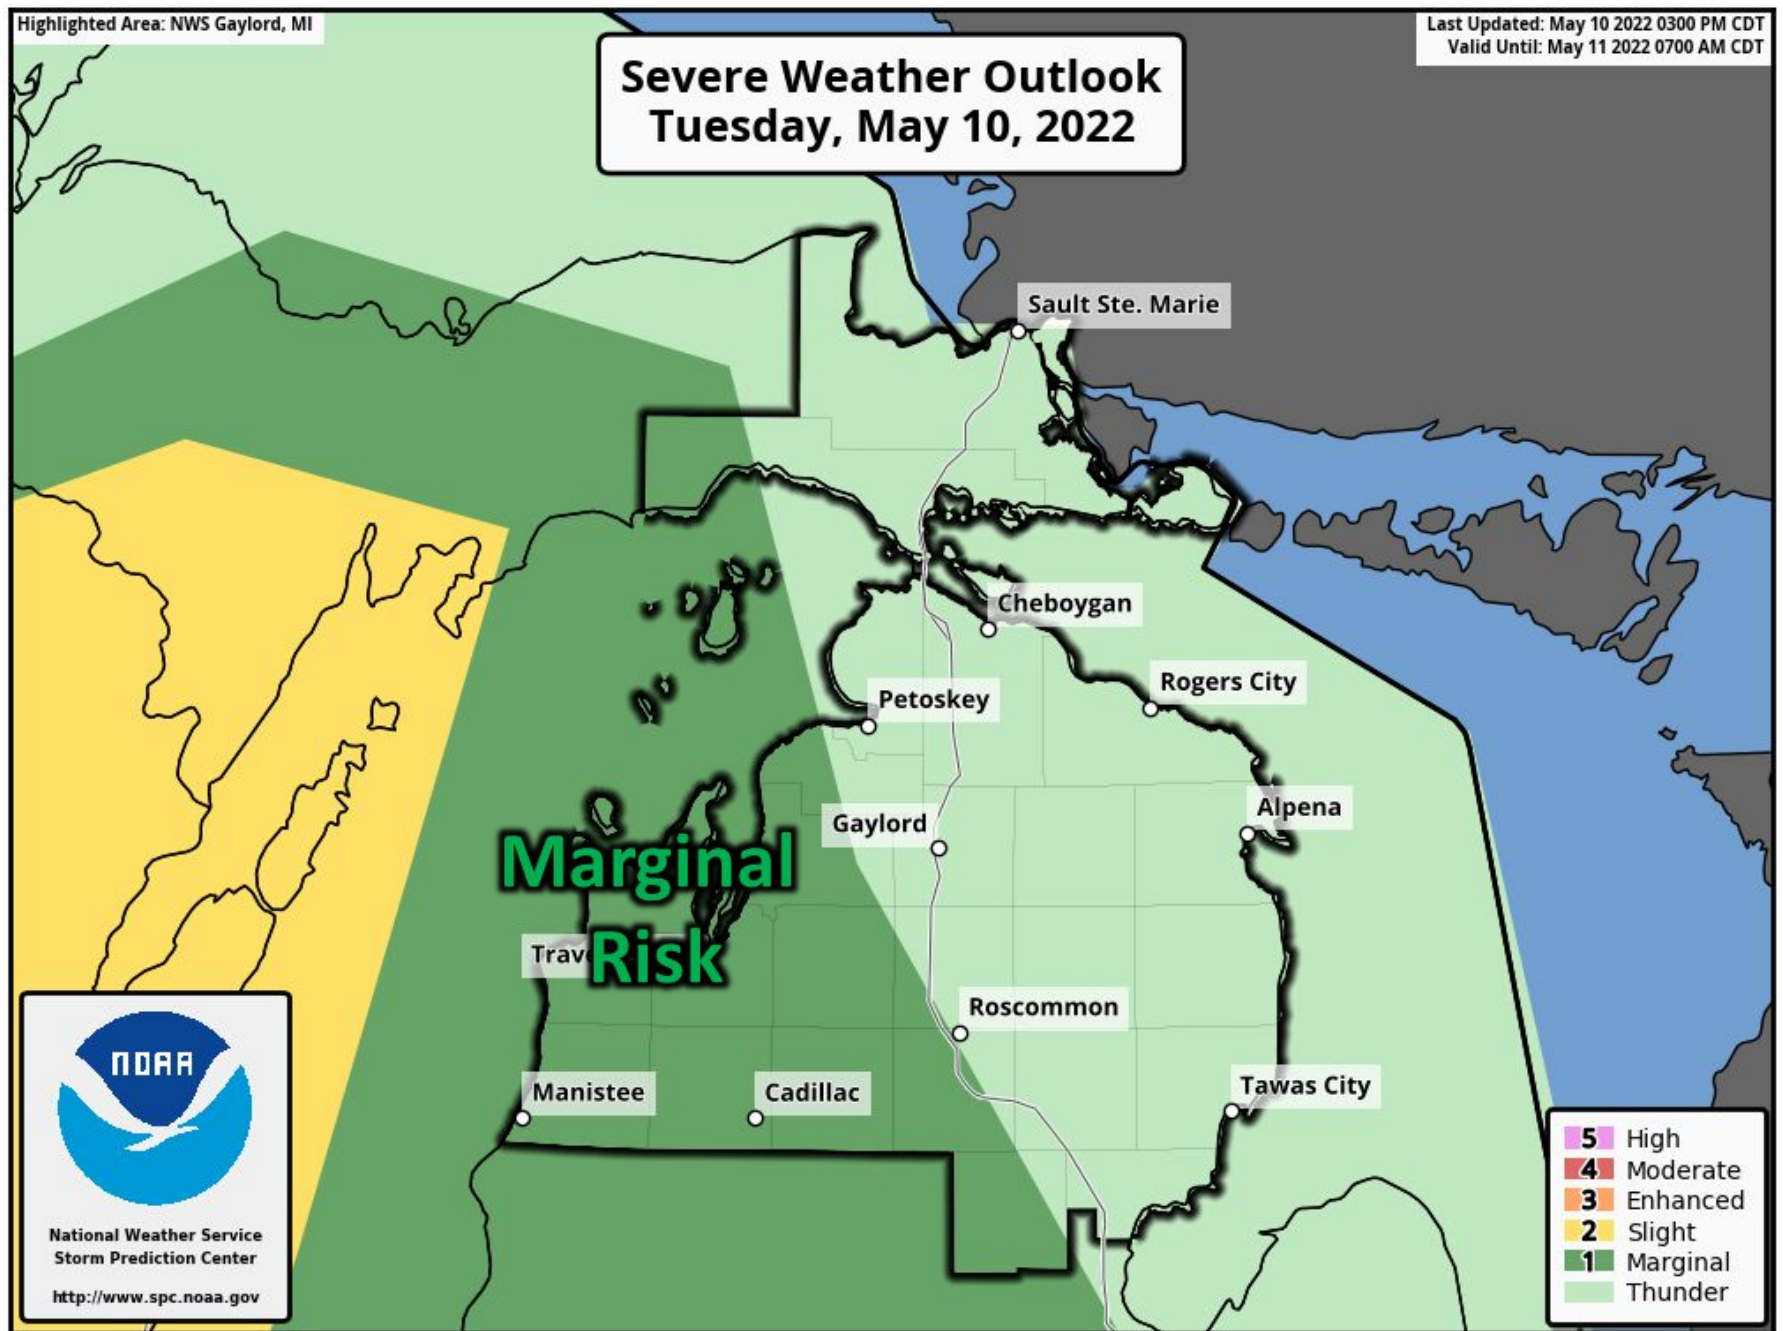 Highlighted Area: NWS Gaylord, MI
Last Updated: May 10 2022 0300 PM CDT
Valid Until: May 11 2022 0700 AM CDT
Severe Weather Outlook
Tuesday, May 10, 2022
Sault Ste. Marie
Cheboygan
Rogers City
Petoskey
Alpena
Gaylord
Marginal
Risk
Roscommon
Manistee
Cadillac
Tawas City
NOAA
National Weather Service
Storm Prediction Center
http://www.spc.noaa.gov
5 High
4 Moderate
3 Enhanced
2 Slight
1 Marginal
Thunder